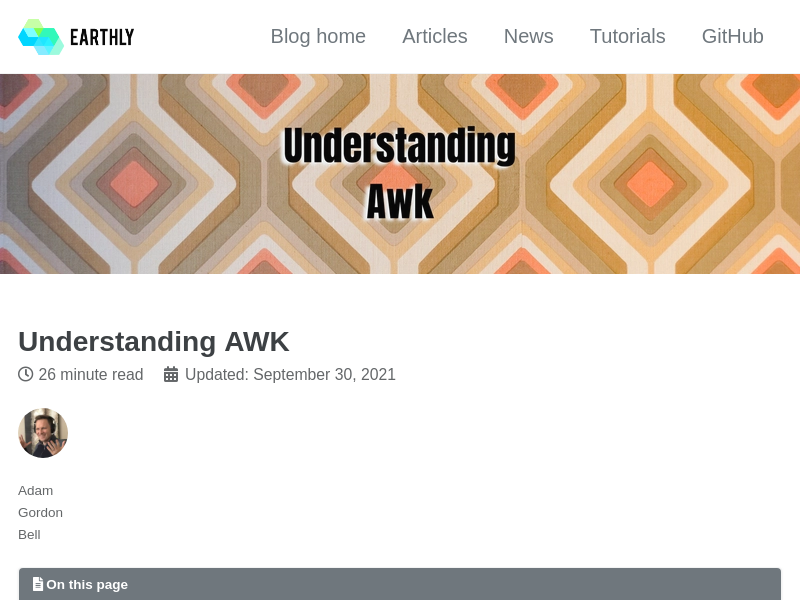 EARTHLY
Blog home Articles News Tutorials GitHub
Understanding
Awk
Understanding AWK
26 minute read Updated: September 30, 2021
Adam
Gordon
Bell
On this page